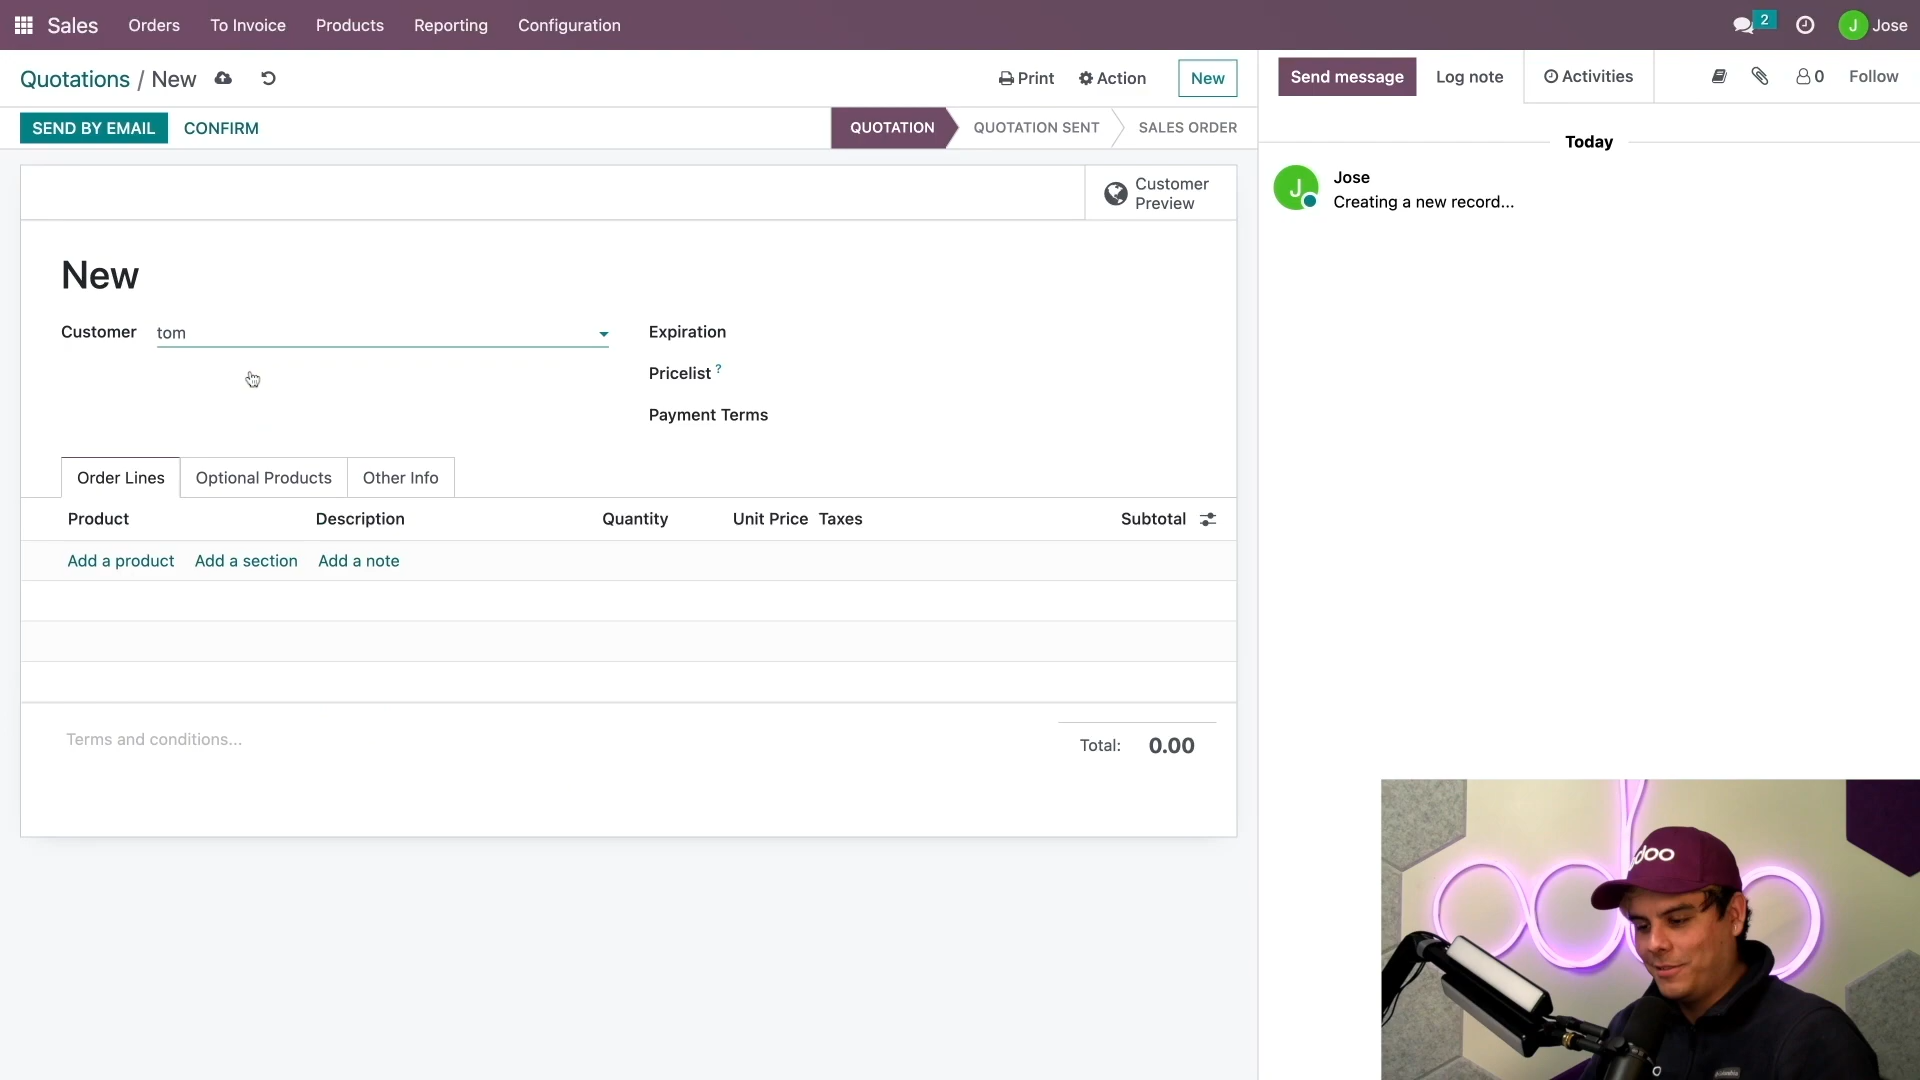 Sales Orders To Invoice Products Reporting Configuration 2 J Jose
Quotations / New Print Action New Send message Log note Activities 0 Follow
SEND BY EMAIL CONFIRM QUOTATION QUOTATION SENT SALES ORDER
Today
Customer
Preview
J Jose
Creating a new record...
New
Customer tom Expiration
Pricelist ?
Payment Terms
Order Lines Optional Products Other Info
Product Description Quantity Unit Price Taxes Subtotal
Add a product Add a section Add a note
Terms and conditions...
Total: 0.00
doo